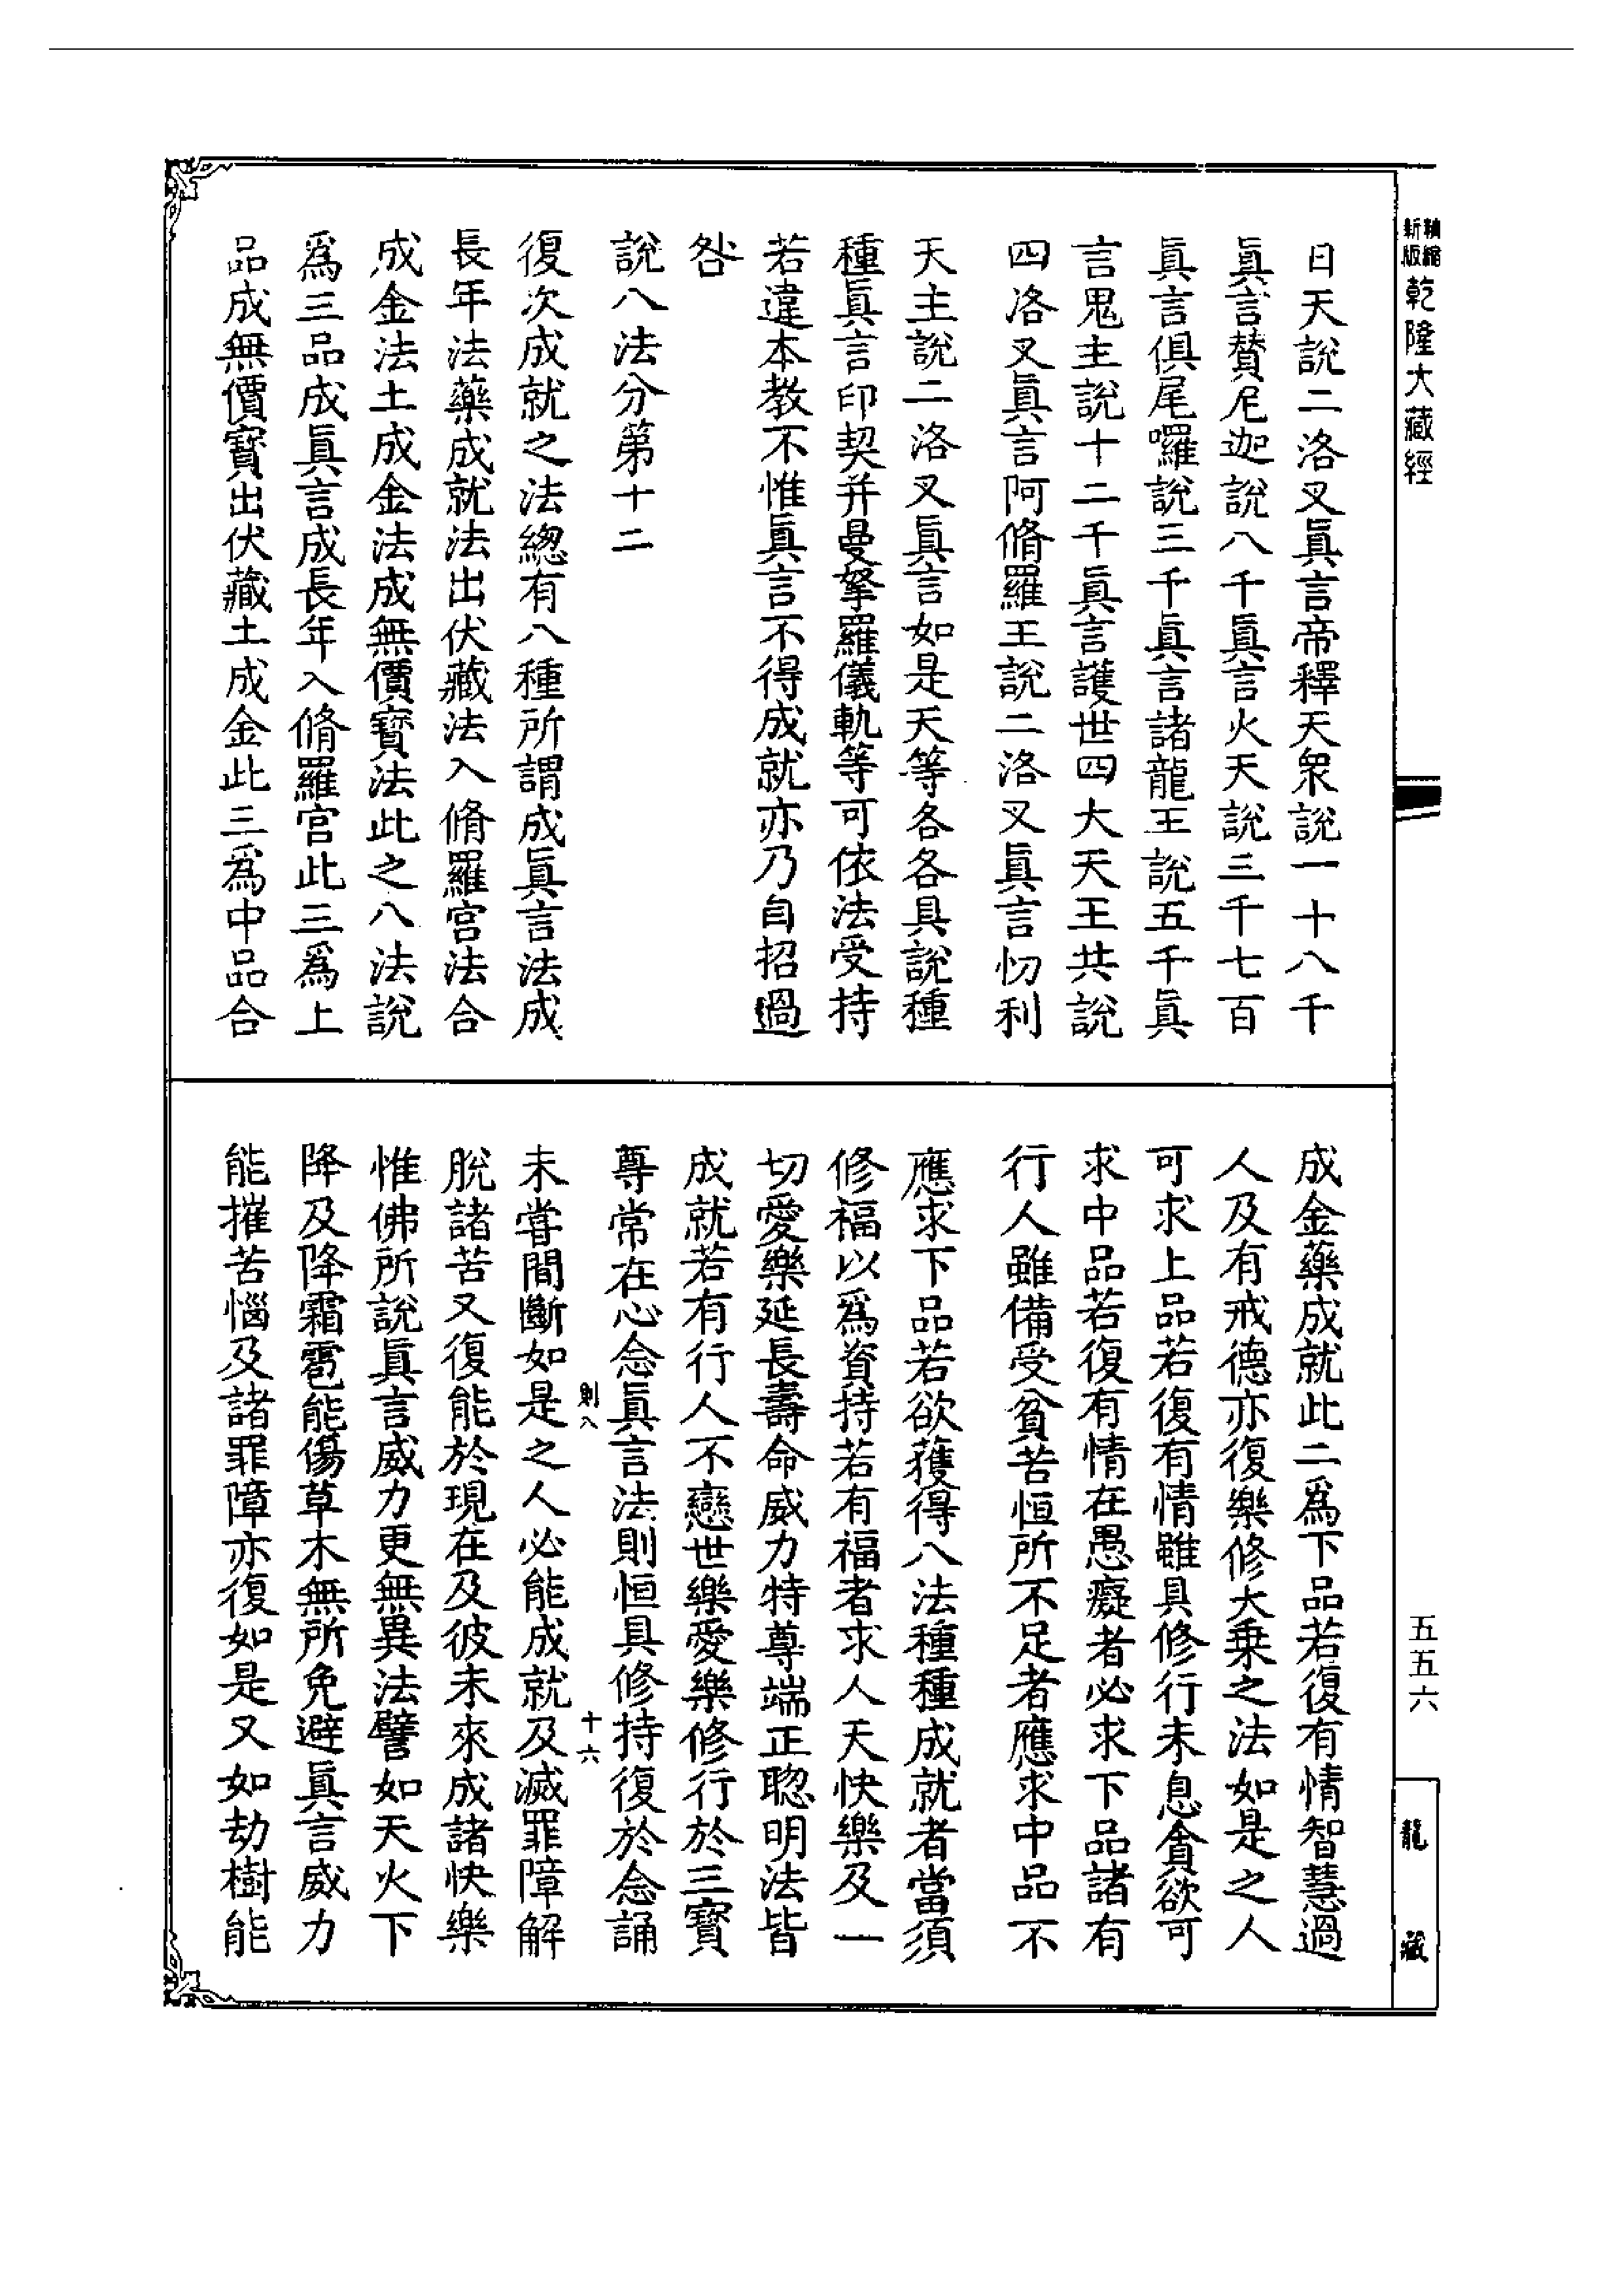 新版精縮乾隆大藏經
日天說二洛叉眞言帝釋天衆說一十八千
眞言賛尼迦說八千眞言火天說三千七百
眞言俱尾囉說三千眞言諸龍王說五千眞
言鬼主說十二千眞言護世四大天王共說
四洛叉眞言阿脩羅王說二洛叉眞言忉利
天主說二洛叉眞言如是天等各各具說種
種眞言印契并曼拏羅儀軌等可依法受持
若違本教不惟眞言不得成就亦乃自招過
咎
說八法分第十二
復次成就之法總有八種所謂成眞言法成
長年法藥成就法出伏藏法入脩羅宮法合
成金法土成金法成無價寶法此之八法說
爲三品成眞言成長年入脩羅宮此三爲上
品成無價寶出伏藏土成金此三爲中品合
成金藥成就此二爲下品若復有情智慧過
人及有戒德亦復樂修大乗之法如是之人
可求上品若復有情雖具修行未息貪欲可
求中品若復有情在愚癡者必求下品諸有
行人雖備受貧苦恒所不足者應求中品不
應求下品若欲獲得八法種種成就者當須
修福以爲資持若有福者求人天快樂及一
切愛樂延長壽命威力特尊端正聦明法皆
成就若有行人不戀世樂愛樂修行於三寶
尊常在心念眞言法則恒具修持復於念誦
則八
十六
未嘗間斷如是之人必能成就及滅罪障解
脫諸苦又復能於現在及彼未來成諸快樂
惟佛所說眞言威力更無異法譬如天火下
降及降霜雹能傷草木無所免避眞言威力
能摧苦惱及諸罪障亦復如是又如劫樹能
五五六
龍藏